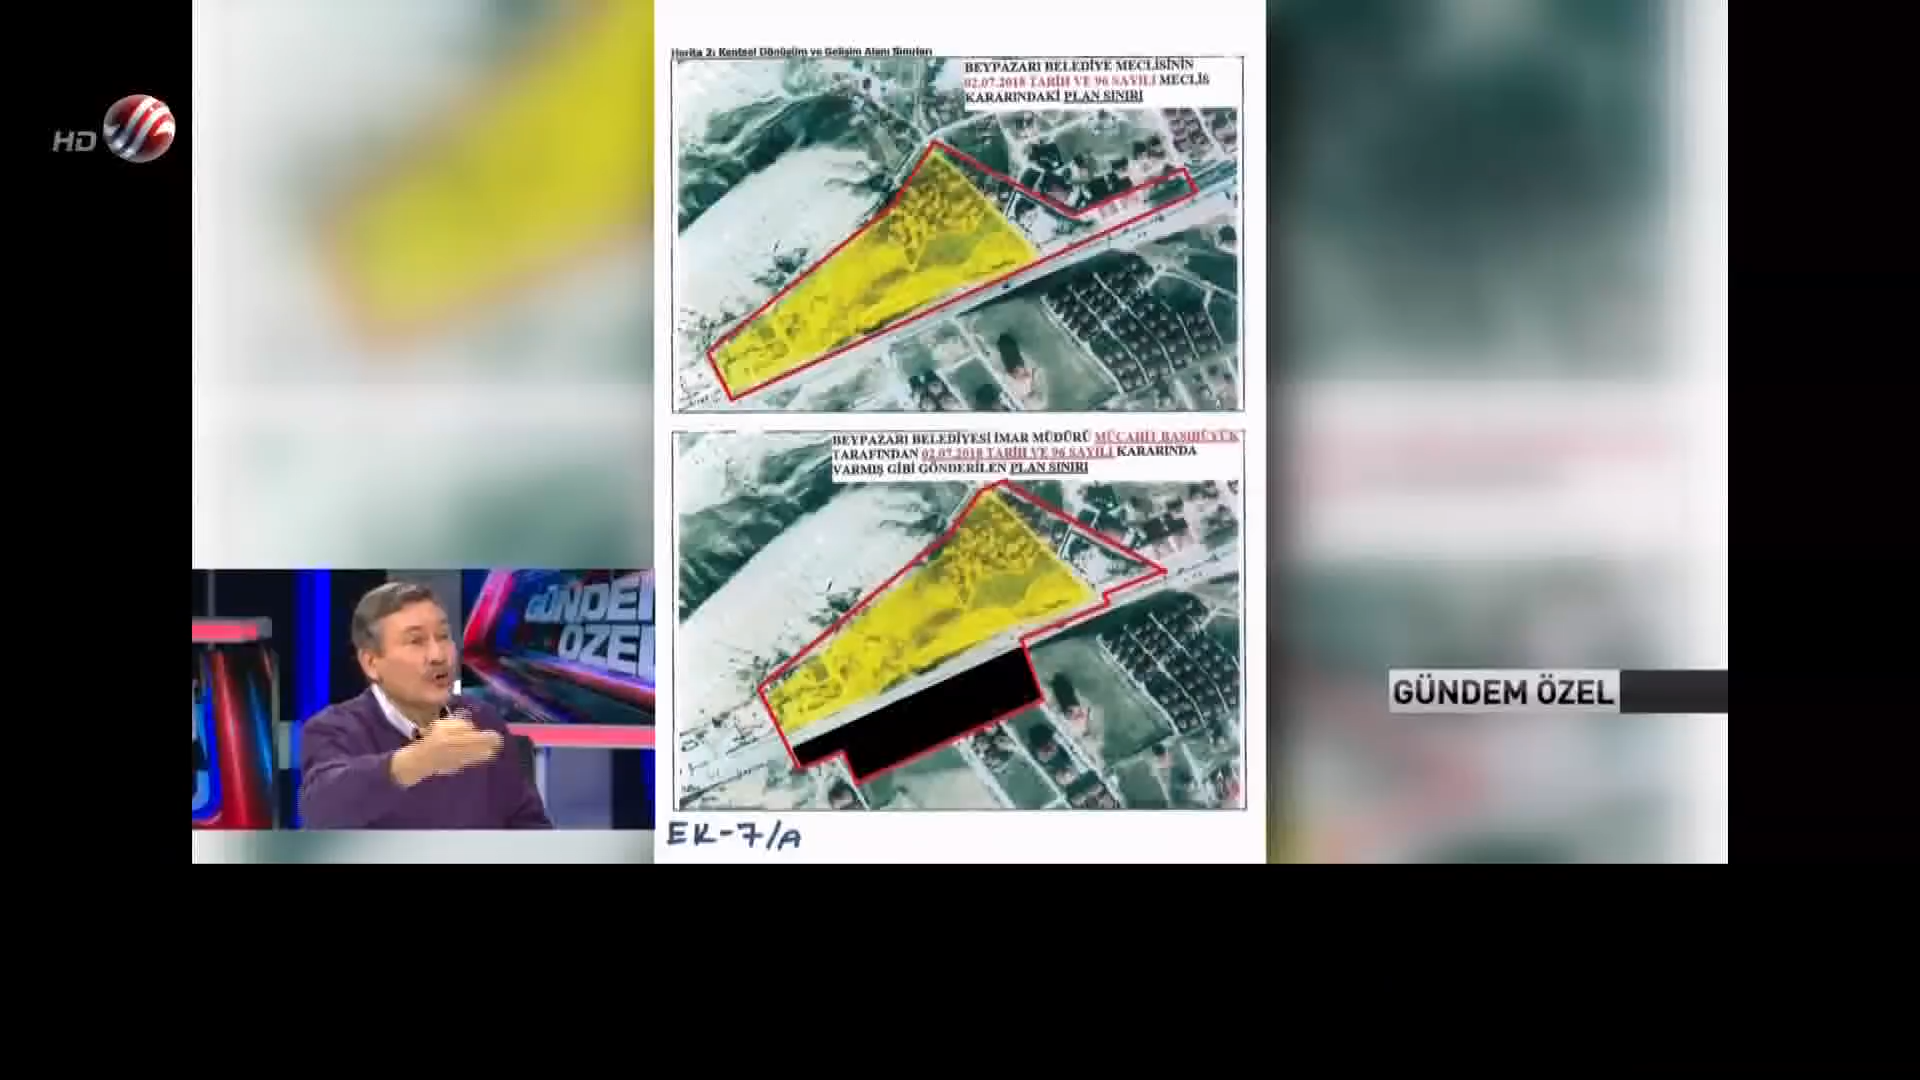 HD
Harita 2: Kentsel Dönüşüm ve Gelişim Alanı Sınırları
BEYPAZARI BELEDİYE MECLİSİNİN
02.07.2018 TARİH VE 96 SAYILI MECLİS
KARARINDAKİ PLAN SINIRI
BEYPAZARI BELEDİYESİ İMAR MÜDÜRÜ MÜCAHİT BAŞIBÜYÜK
TARAFINDAN 02.07.2018 TARİH VE 96 SAYILI KARARINDA
VARMIŞ GİBİ GÖNDERİLEN PLAN SINIRI
GÜNDEM
ÖZEL
GÜNDEM ÖZEL
EK-7/A